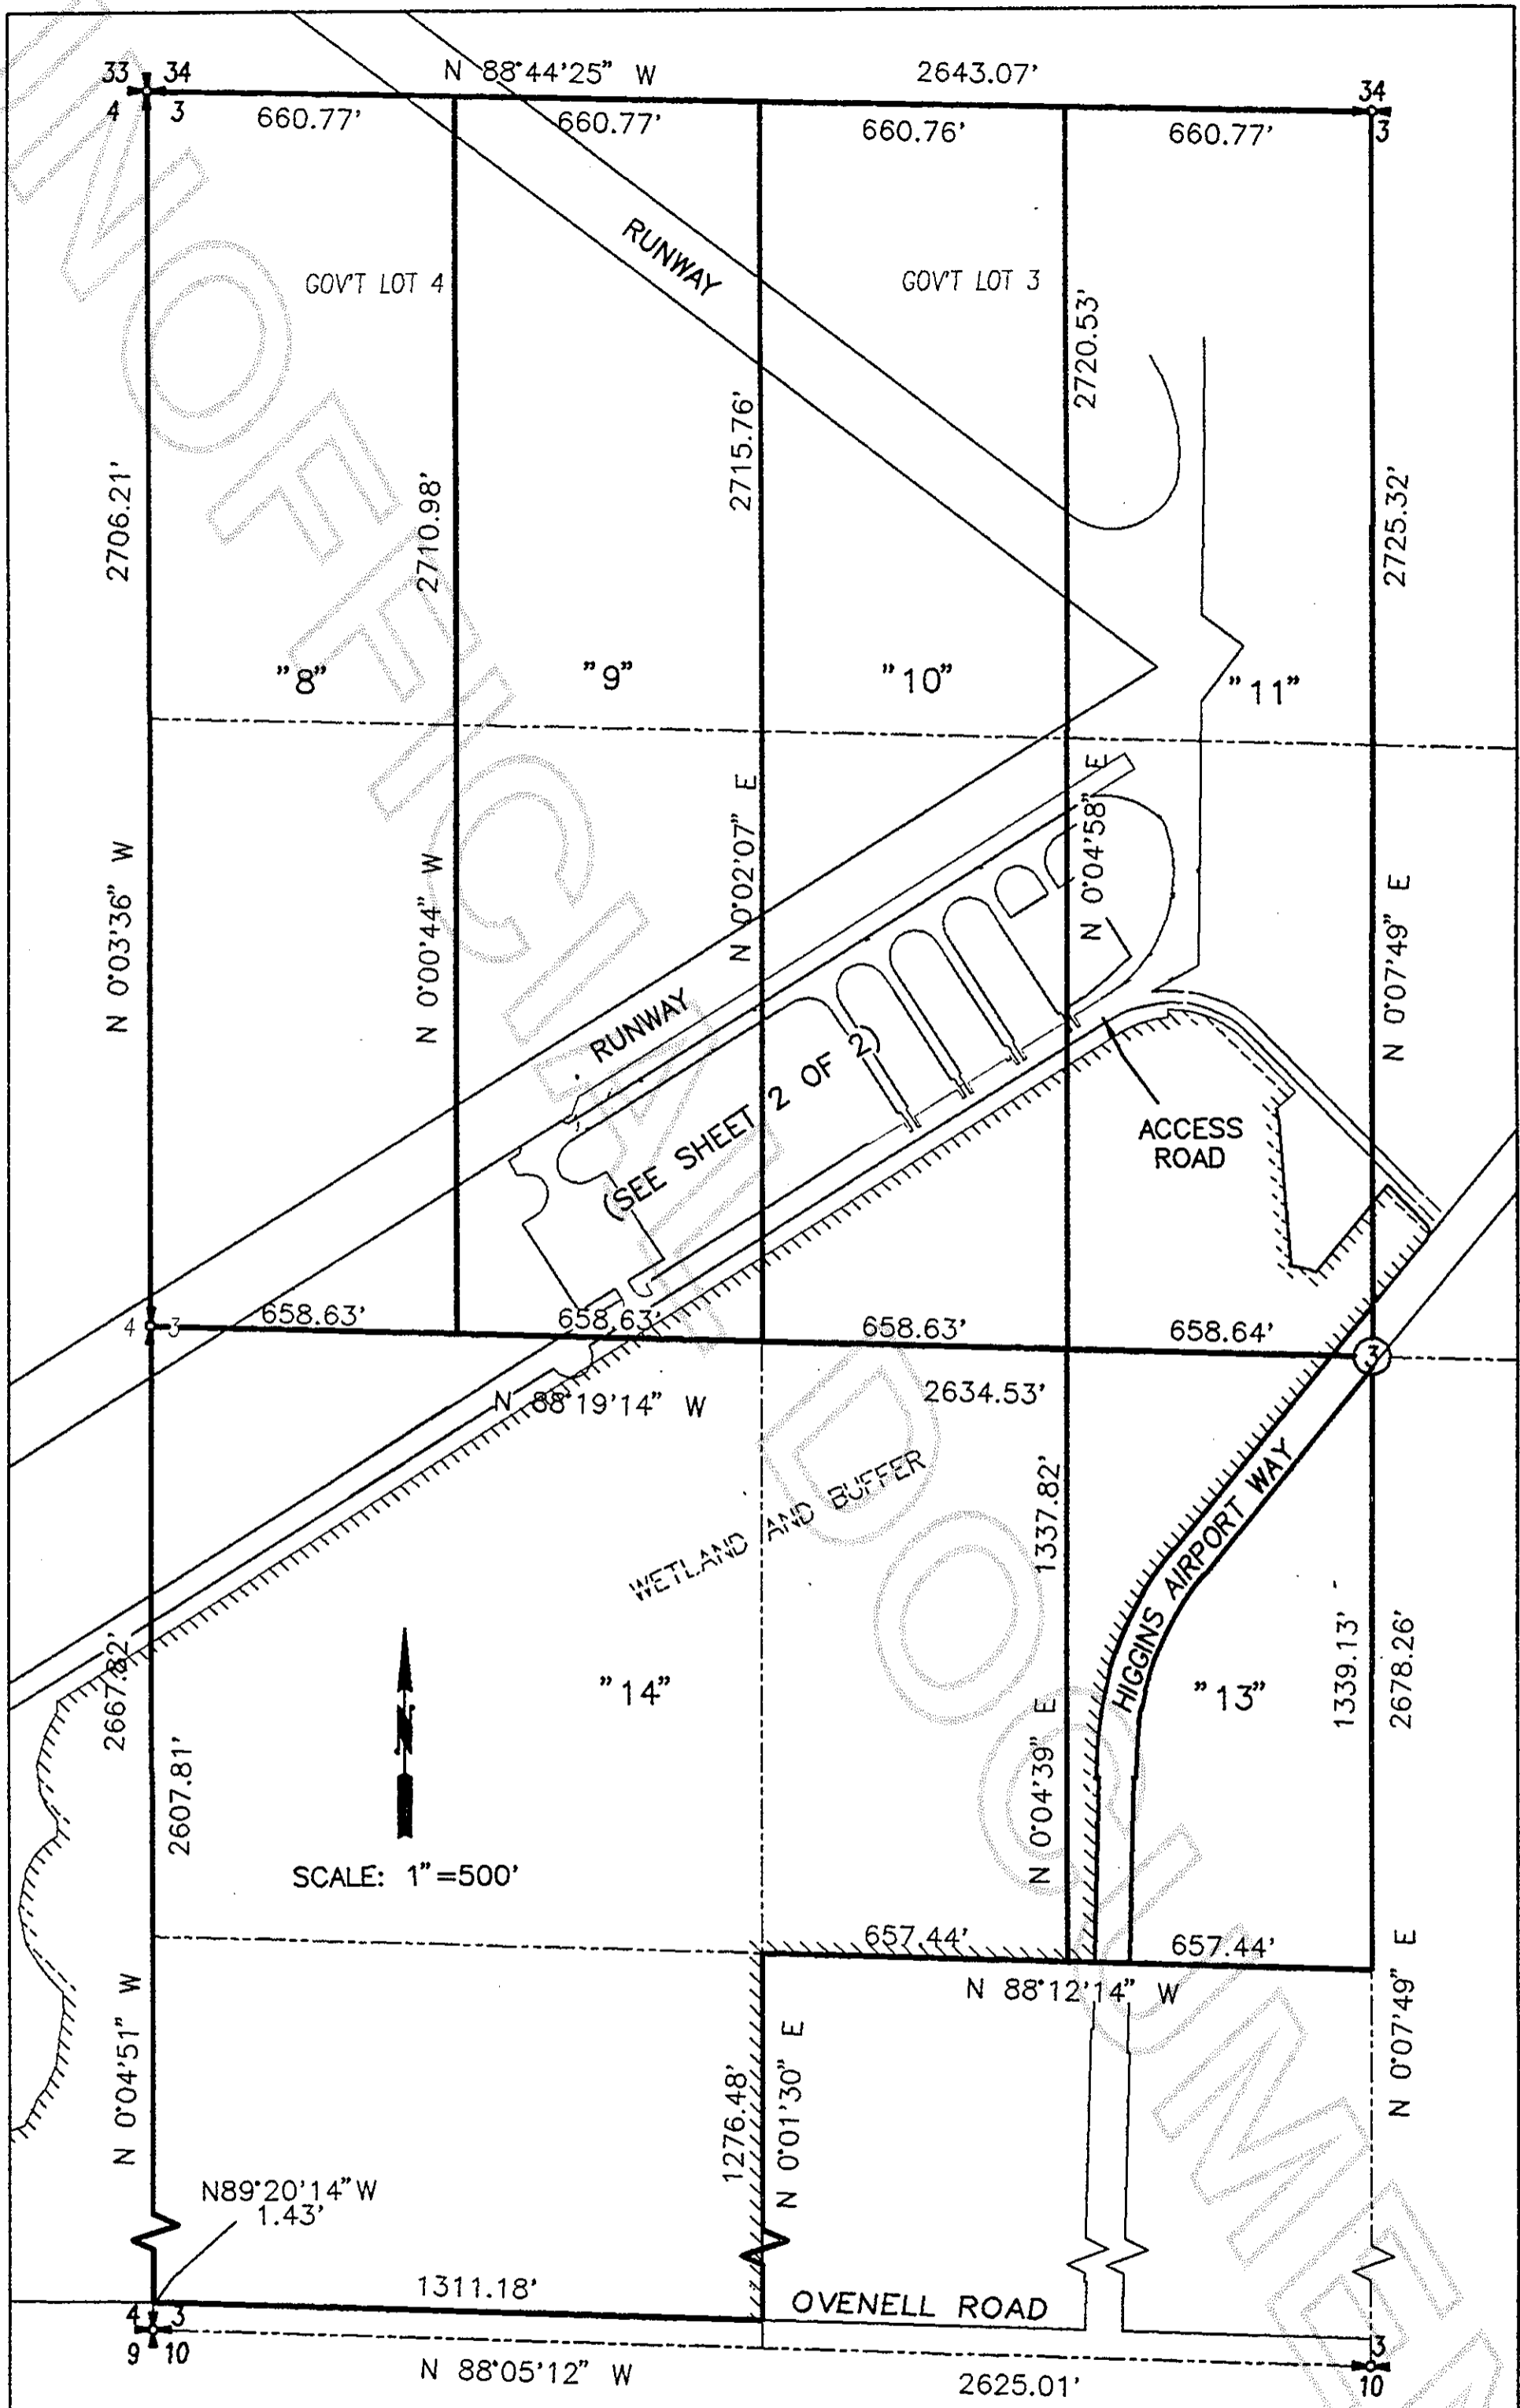 33 34
4 3
N 88°44'25" W
2643.07'
34
3
660.77'
660.77'
660.76'
660.77'
RUNWAY
GOV'T LOT 4
GOV'T LOT 3
2706.21'
2710.98'
2715.76'
2720.53'
2725.32'
"8"
"9"
"10"
"11"
N 0°03'36" W
N 0°00'44" W
N 0°02'07" E
N 0°04'58" E
N 0°07'49" E
RUNWAY
(SEE SHEET 2 OF 2)
ACCESS
ROAD
4 3
658.63'
658.63'
658.63'
658.64'
3
N 88°19'14" W
2634.53'
WETLAND AND BUFFER
1337.82'
HIGGINS AIRPORT WAY
2667.82'
2607.81'
"14"
"13"
1339.13'
2678.26'
N 0°04'39" E
SCALE: 1"=500'
N
657.44'
657.44'
N 88°12'14" W
N 0°04'51" W
1276.48'
N 0°01'30" E
N 0°07'49" E
N89°20'14" W
1.43'
1311.18'
OVENELL ROAD
4 3
9 10
N 88°05'12" W
2625.01'
3
10
UNOFFICIAL DOCUMENT